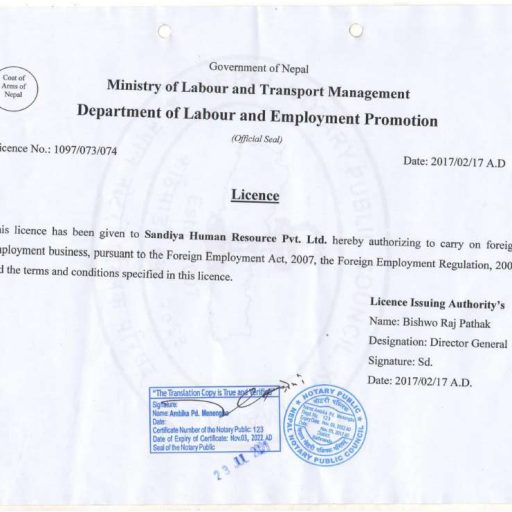 Government of Nepal
Coat of
Arms of
Nepal
Ministry of Labour and Transport Management
Department of Labour and Employment Promotion
(Official Seal)
icence No.: 1097/073/074
Date: 2017/02/17 A.D
Licence
his licence has been given to Sandiya Human Resource Pvt. Ltd. hereby authorizing to carry on foreig
mployment business, pursuant to the Foreign Employment Act, 2007, the Foreign Employment Regulation, 200
d the terms and conditions specified in this licence.
Licence Issuing Authority's
Name: Bishwo Raj Pathak
Designation: Director General
Signature: Sd.
Date: 2017/02/17 A.D.
"The Translation Copy is True and Verified"
Signature:
Name: Ambika Pd.
Date:
Certificate Number of the Notary Public: 123
Date of Expiry of Certificate: Nov.03, 2022 AD
Seal of the Notary Public
NOTARY PUBLIC
NEPAL NOTARY PUBLIC COUNCIL